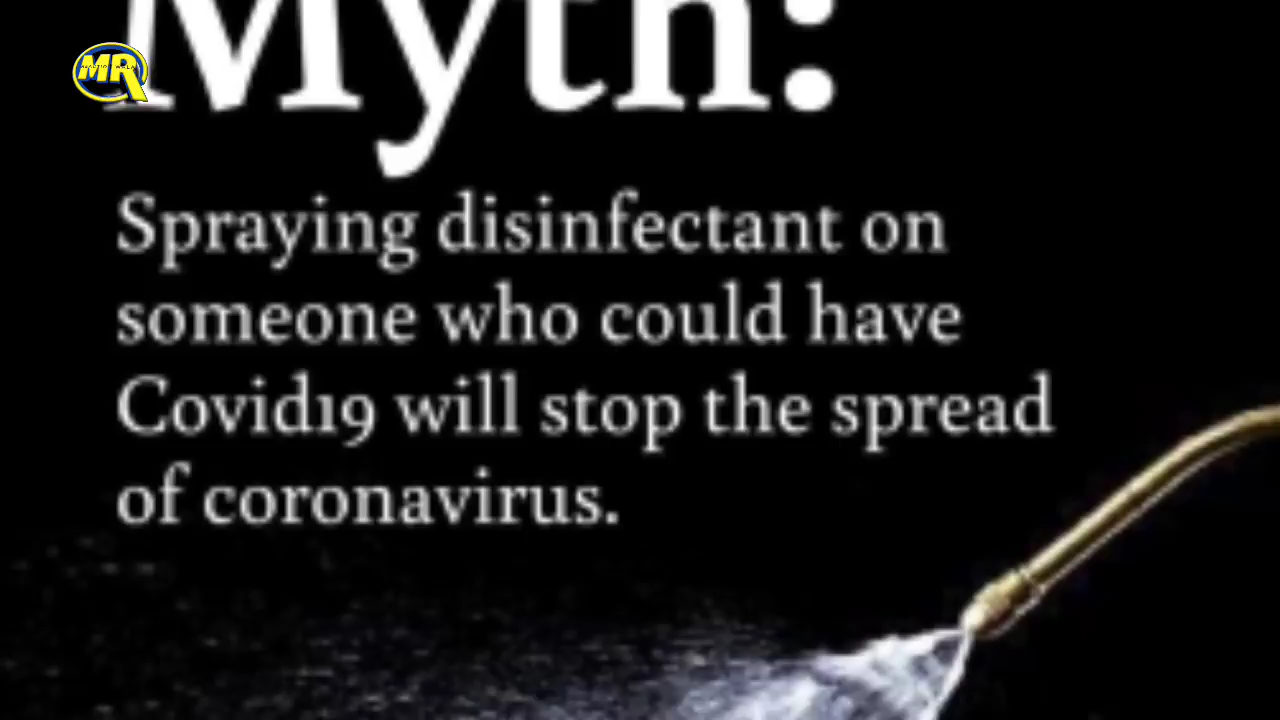 Myth:
MR
Spraying disinfectant on
someone who could have
Covid19 will stop the spread
of coronavirus.